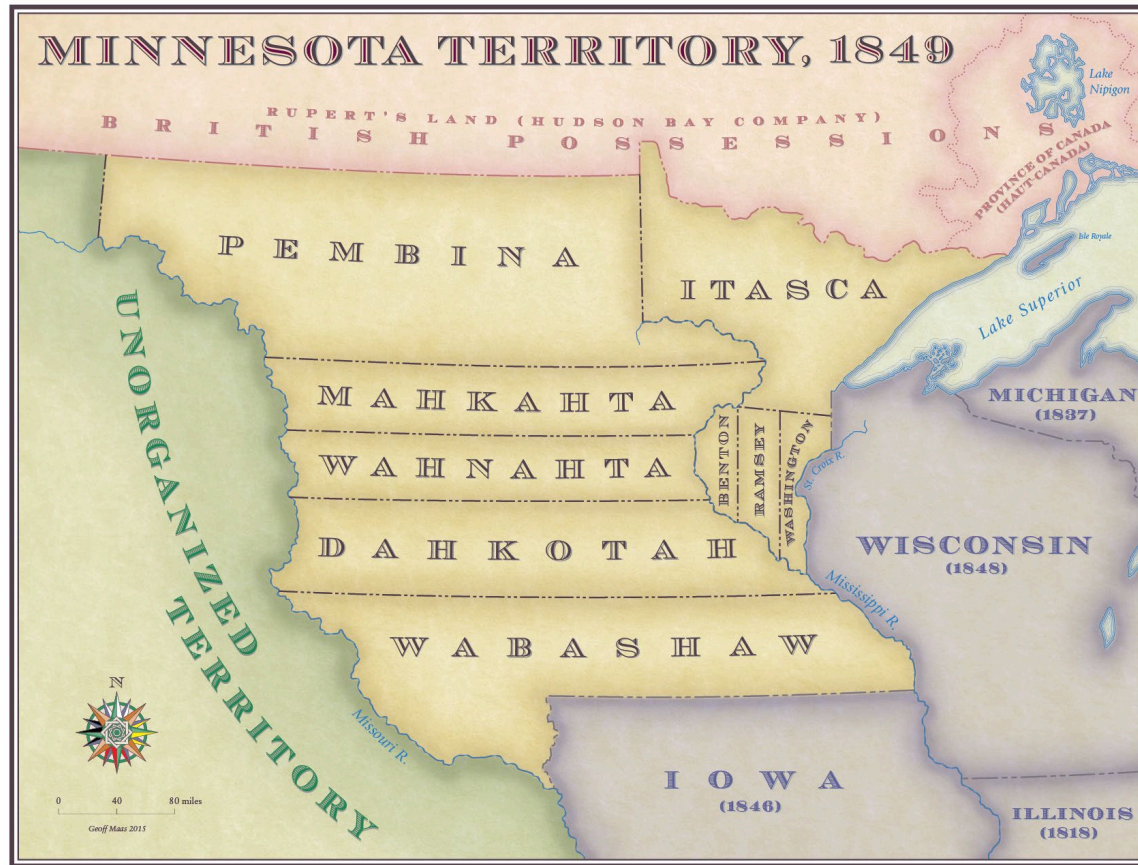 MINNESOTA TERRITORY, 1849
Lake
Nipigon
RUPERT'S LAND (HUDSON BAY COMPANY)
BRITISH POSSESSIONS
PROVINCE OF CANADA
(HAUT-CANADA)
Isle Royale
PEMBINA
ITASCA
Lake Superior
UNORGANIZED
TERRITORY
MAHKAHTA
MICHIGAN
(1837)
BENTON
RAMSEY
WASHINGTON
St. Croix R.
WAHNAHTA
DAHKOTAH
WISCONSIN
(1848)
Mississippi R.
WABASHAW
N
Missouri R.
IOWA
(1846)
0 40 80 miles
Geoff Maas 2015
ILLINOIS
(1818)